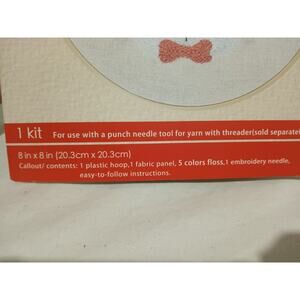 1 kit For use with a punch needle tool for yarn with threader(sold separate
8 in x 8 in (20.3cm x 20.3cm)
Callout/ contents: 1 plastic hoop,1 fabric panel, 5 colors floss,1 embroidery needle,
easy-to-follow instructions.